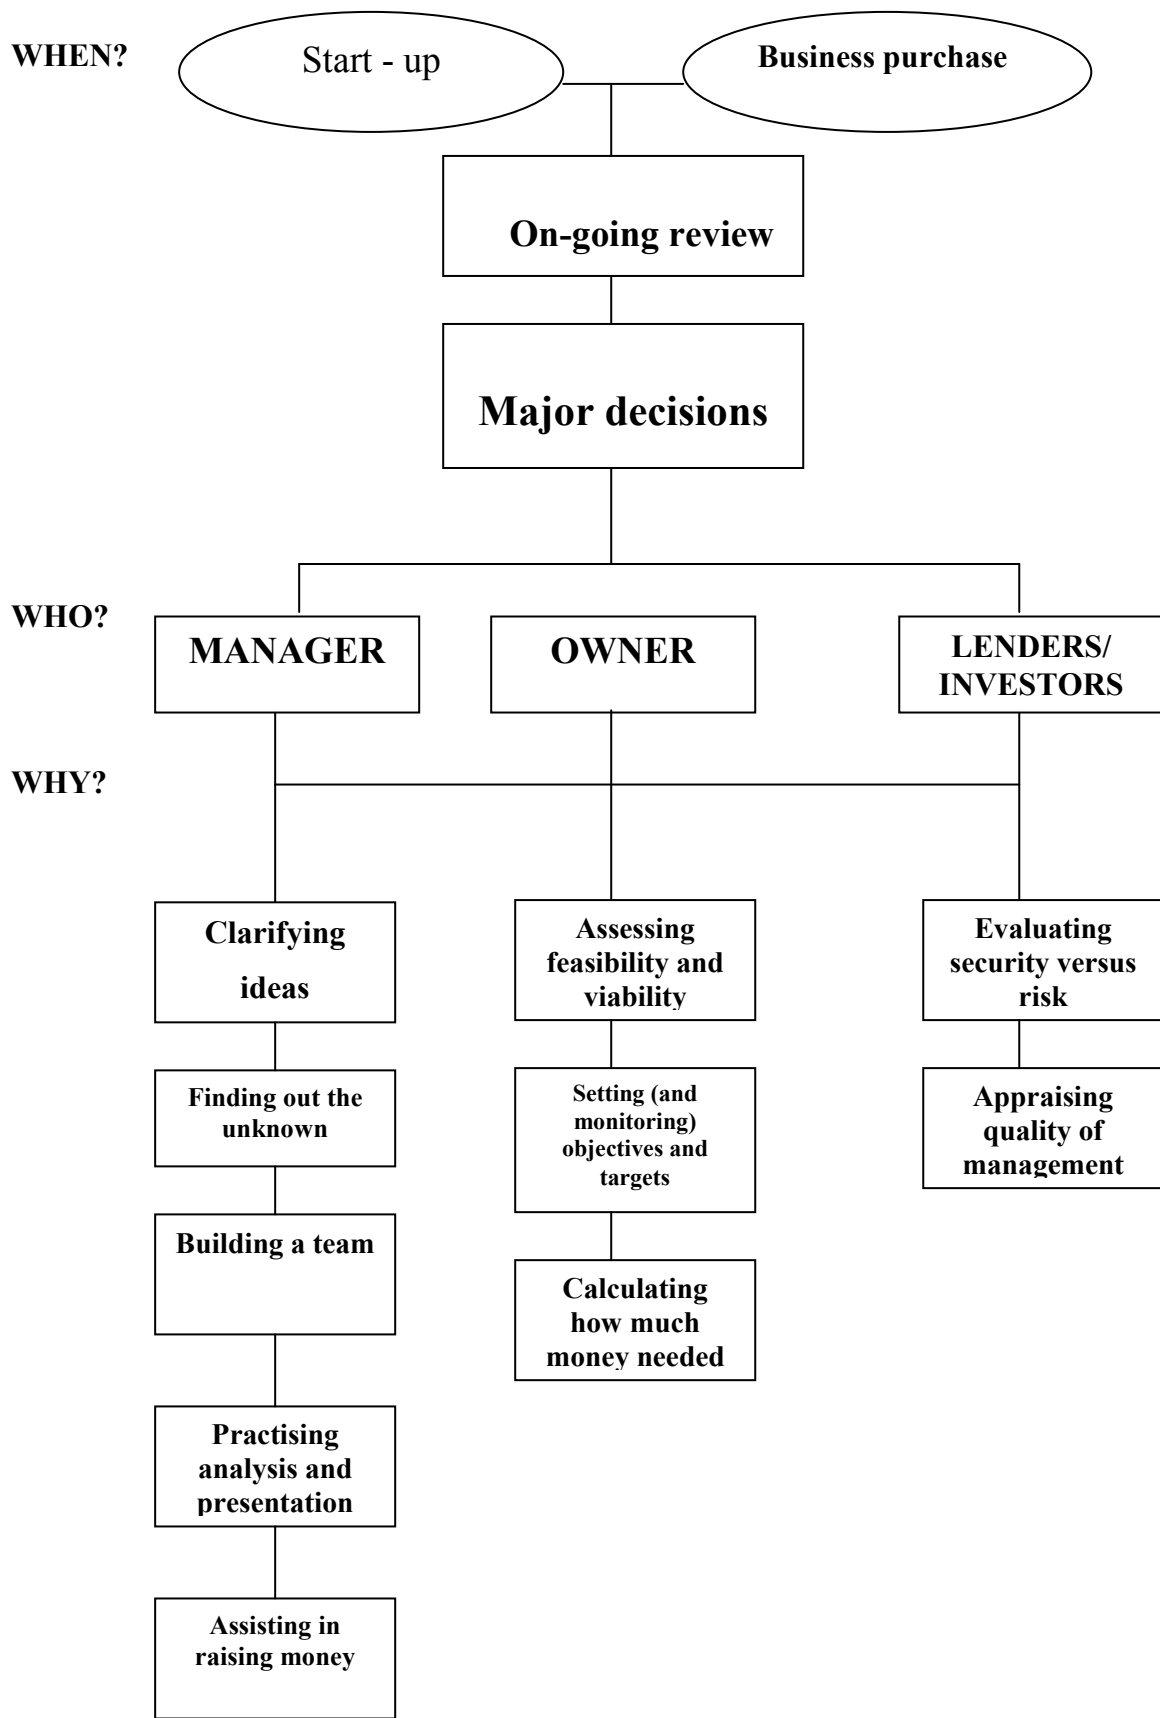 WHEN?
Start - up
Business purchase
On-going review
Major decisions
WHO?
MANAGER
OWNER
LENDERS/
INVESTORS
WHY?
Clarifying
ideas
Finding out the
unknown
Building a team
Practising
analysis and
presentation
Assisting in
raising money
Assessing
feasibility and
viability
Setting (and
monitoring)
objectives and
targets
Calculating
how much
money needed
Evaluating
security versus
risk
Appraising
quality of
management